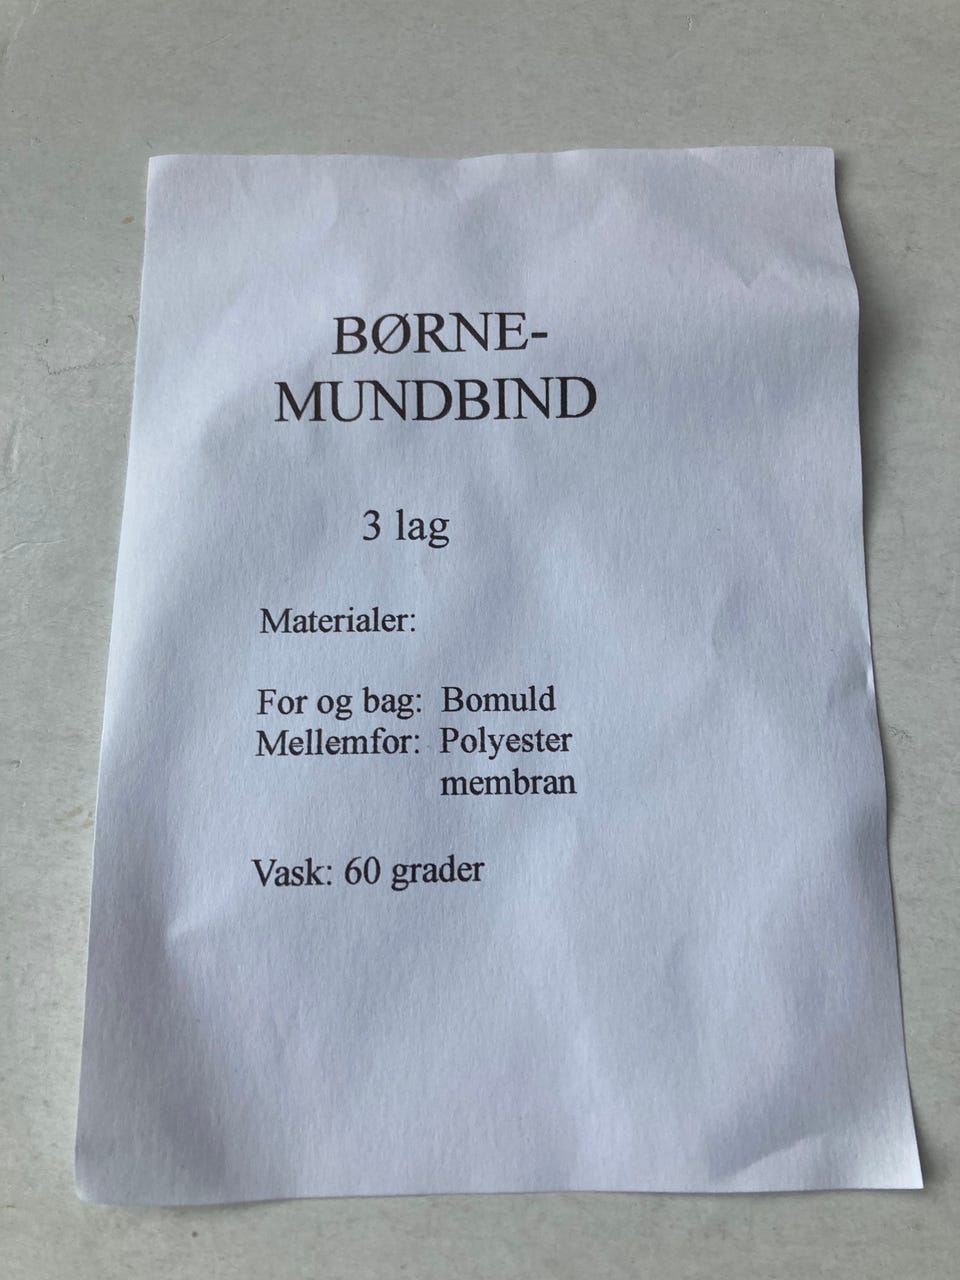 BØRNE-
MUNDBIND
3 lag
Materialer:
For og bag: Bomuld
Mellemfor: Polyester
membran
Vask: 60 grader